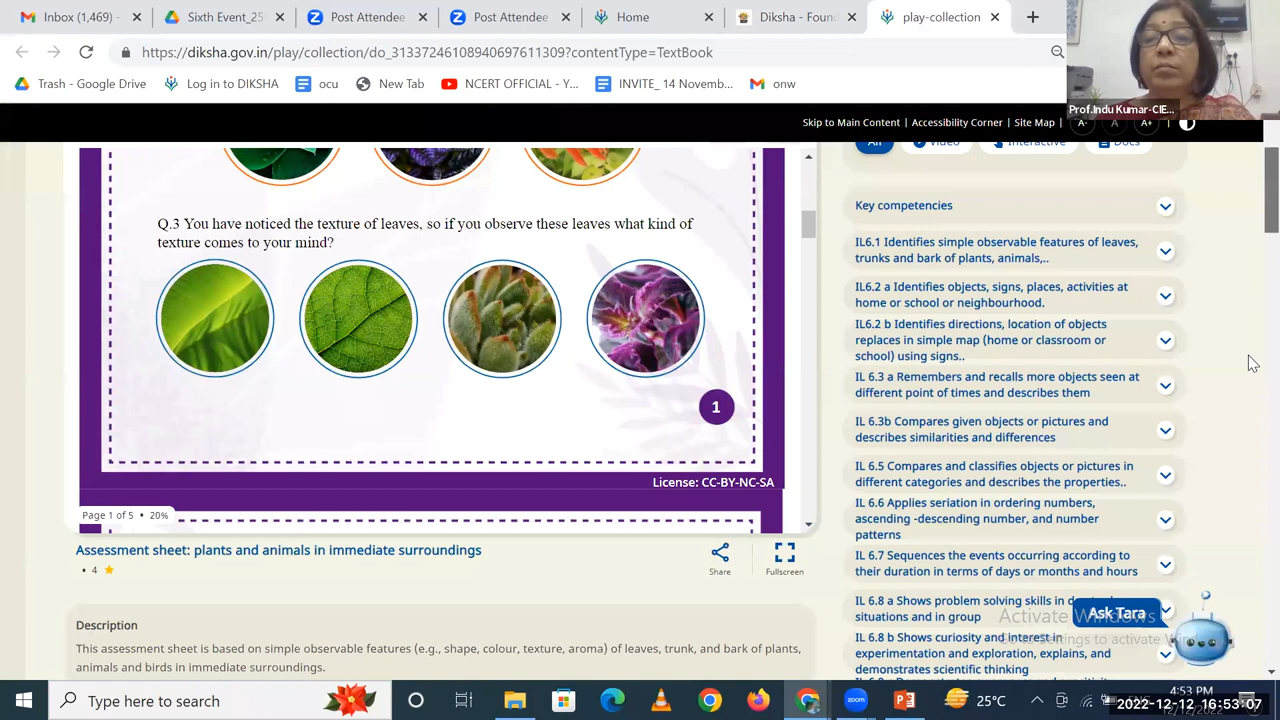 Inbox (1,469) -
Sixth Event_25
Post Attendee
Post Attendee
Home
Diksha - Foun
play-collection
https://diksha.gov.in/play/collection/do_31337246108940697611309?contentType=TextBook
Trash - Google Drive
Log in to DIKSHA
ocu
New Tab
NCERT OFFICIAL - Y...
INVITE_ 14 Novemb...
onw
Prof.Indu Kumar-CIE...
Skip to Main Content | Accessibility Corner | Site Map |
A-
A
A+
All
Video
Interactive
Docs
Q.3 You have noticed the texture of leaves, so if you observe these leaves what kind of
texture comes to your mind?
1
License: CC-BY-NC-SA
Page 1 of 5 • 20%
Assessment sheet: plants and animals in immediate surroundings
• 4
Share
Fullscreen
Description
This assessment sheet is based on simple observable features (e.g., shape, colour, texture, aroma) of leaves, trunk, and bark of plants,
animals and birds in immediate surroundings.
Key competencies
IL6.1 Identifies simple observable features of leaves,
trunks and bark of plants, animals,..
IL6.2 a Identifies objects, signs, places, activities at
home or school or neighbourhood.
IL6.2 b Identifies directions, location of objects
replaces in simple map (home or classroom or
school) using signs..
IL 6.3 a Remembers and recalls more objects seen at
different point of times and describes them
IL 6.3b Compares given objects or pictures and
describes similarities and differences
IL 6.5 Compares and classifies objects or pictures in
different categories and describes the properties..
IL 6.6 Applies seriation in ordering numbers,
ascending -descending number, and number
patterns
IL 6.7 Sequences the events occurring according to
their duration in terms of days or months and hours
IL 6.8 a Shows problem solving skills in
situations and in group
IL 6.8 b Shows curiosity and interest in
experimentation and exploration, explains, and
demonstrates scientific thinking
Ask Tara
Activate Windows
Type here to search
25°C
ENG
4:53 PM
12/12/2022
2022-12-12 16:53:07